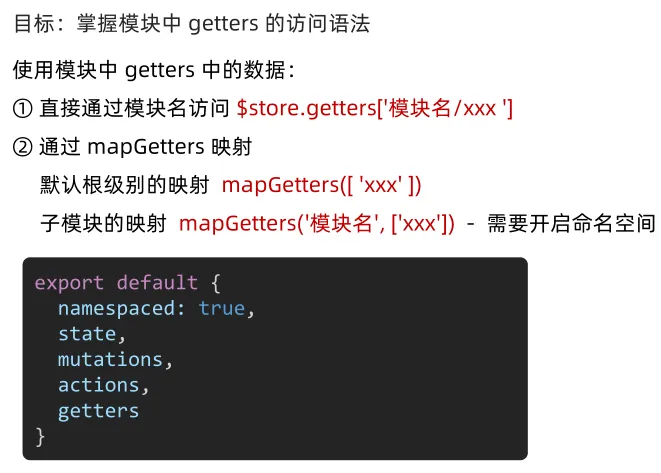 目标：掌握模块中 getters 的访问语法
使用模块中 getters 中的数据：
① 直接通过模块名访问 $store.getters['模块名/xxx ']
② 通过 mapGetters 映射
默认根级别的映射 mapGetters([ 'xxx' ])
子模块的映射 mapGetters('模块名', ['xxx']) - 需要开启命名空间
export default {
  namespaced: true,
  state,
  mutations,
  actions,
  getters
}